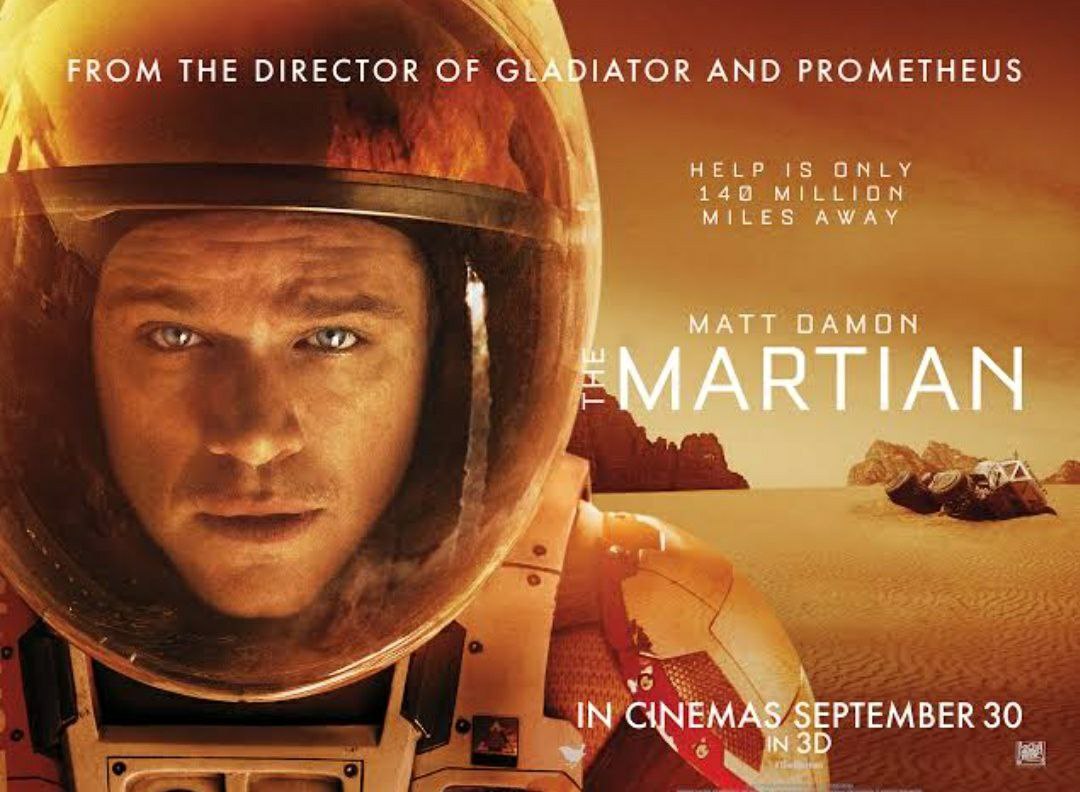 FROM THE DIRECTOR OF GLADIATOR AND PROMETHEUS
HELP IS ONLY
140 MILLION
MILES AWAY
MATT DAMON
THE MARTIAN
IN CINEMAS SEPTEMBER 30
IN 3D